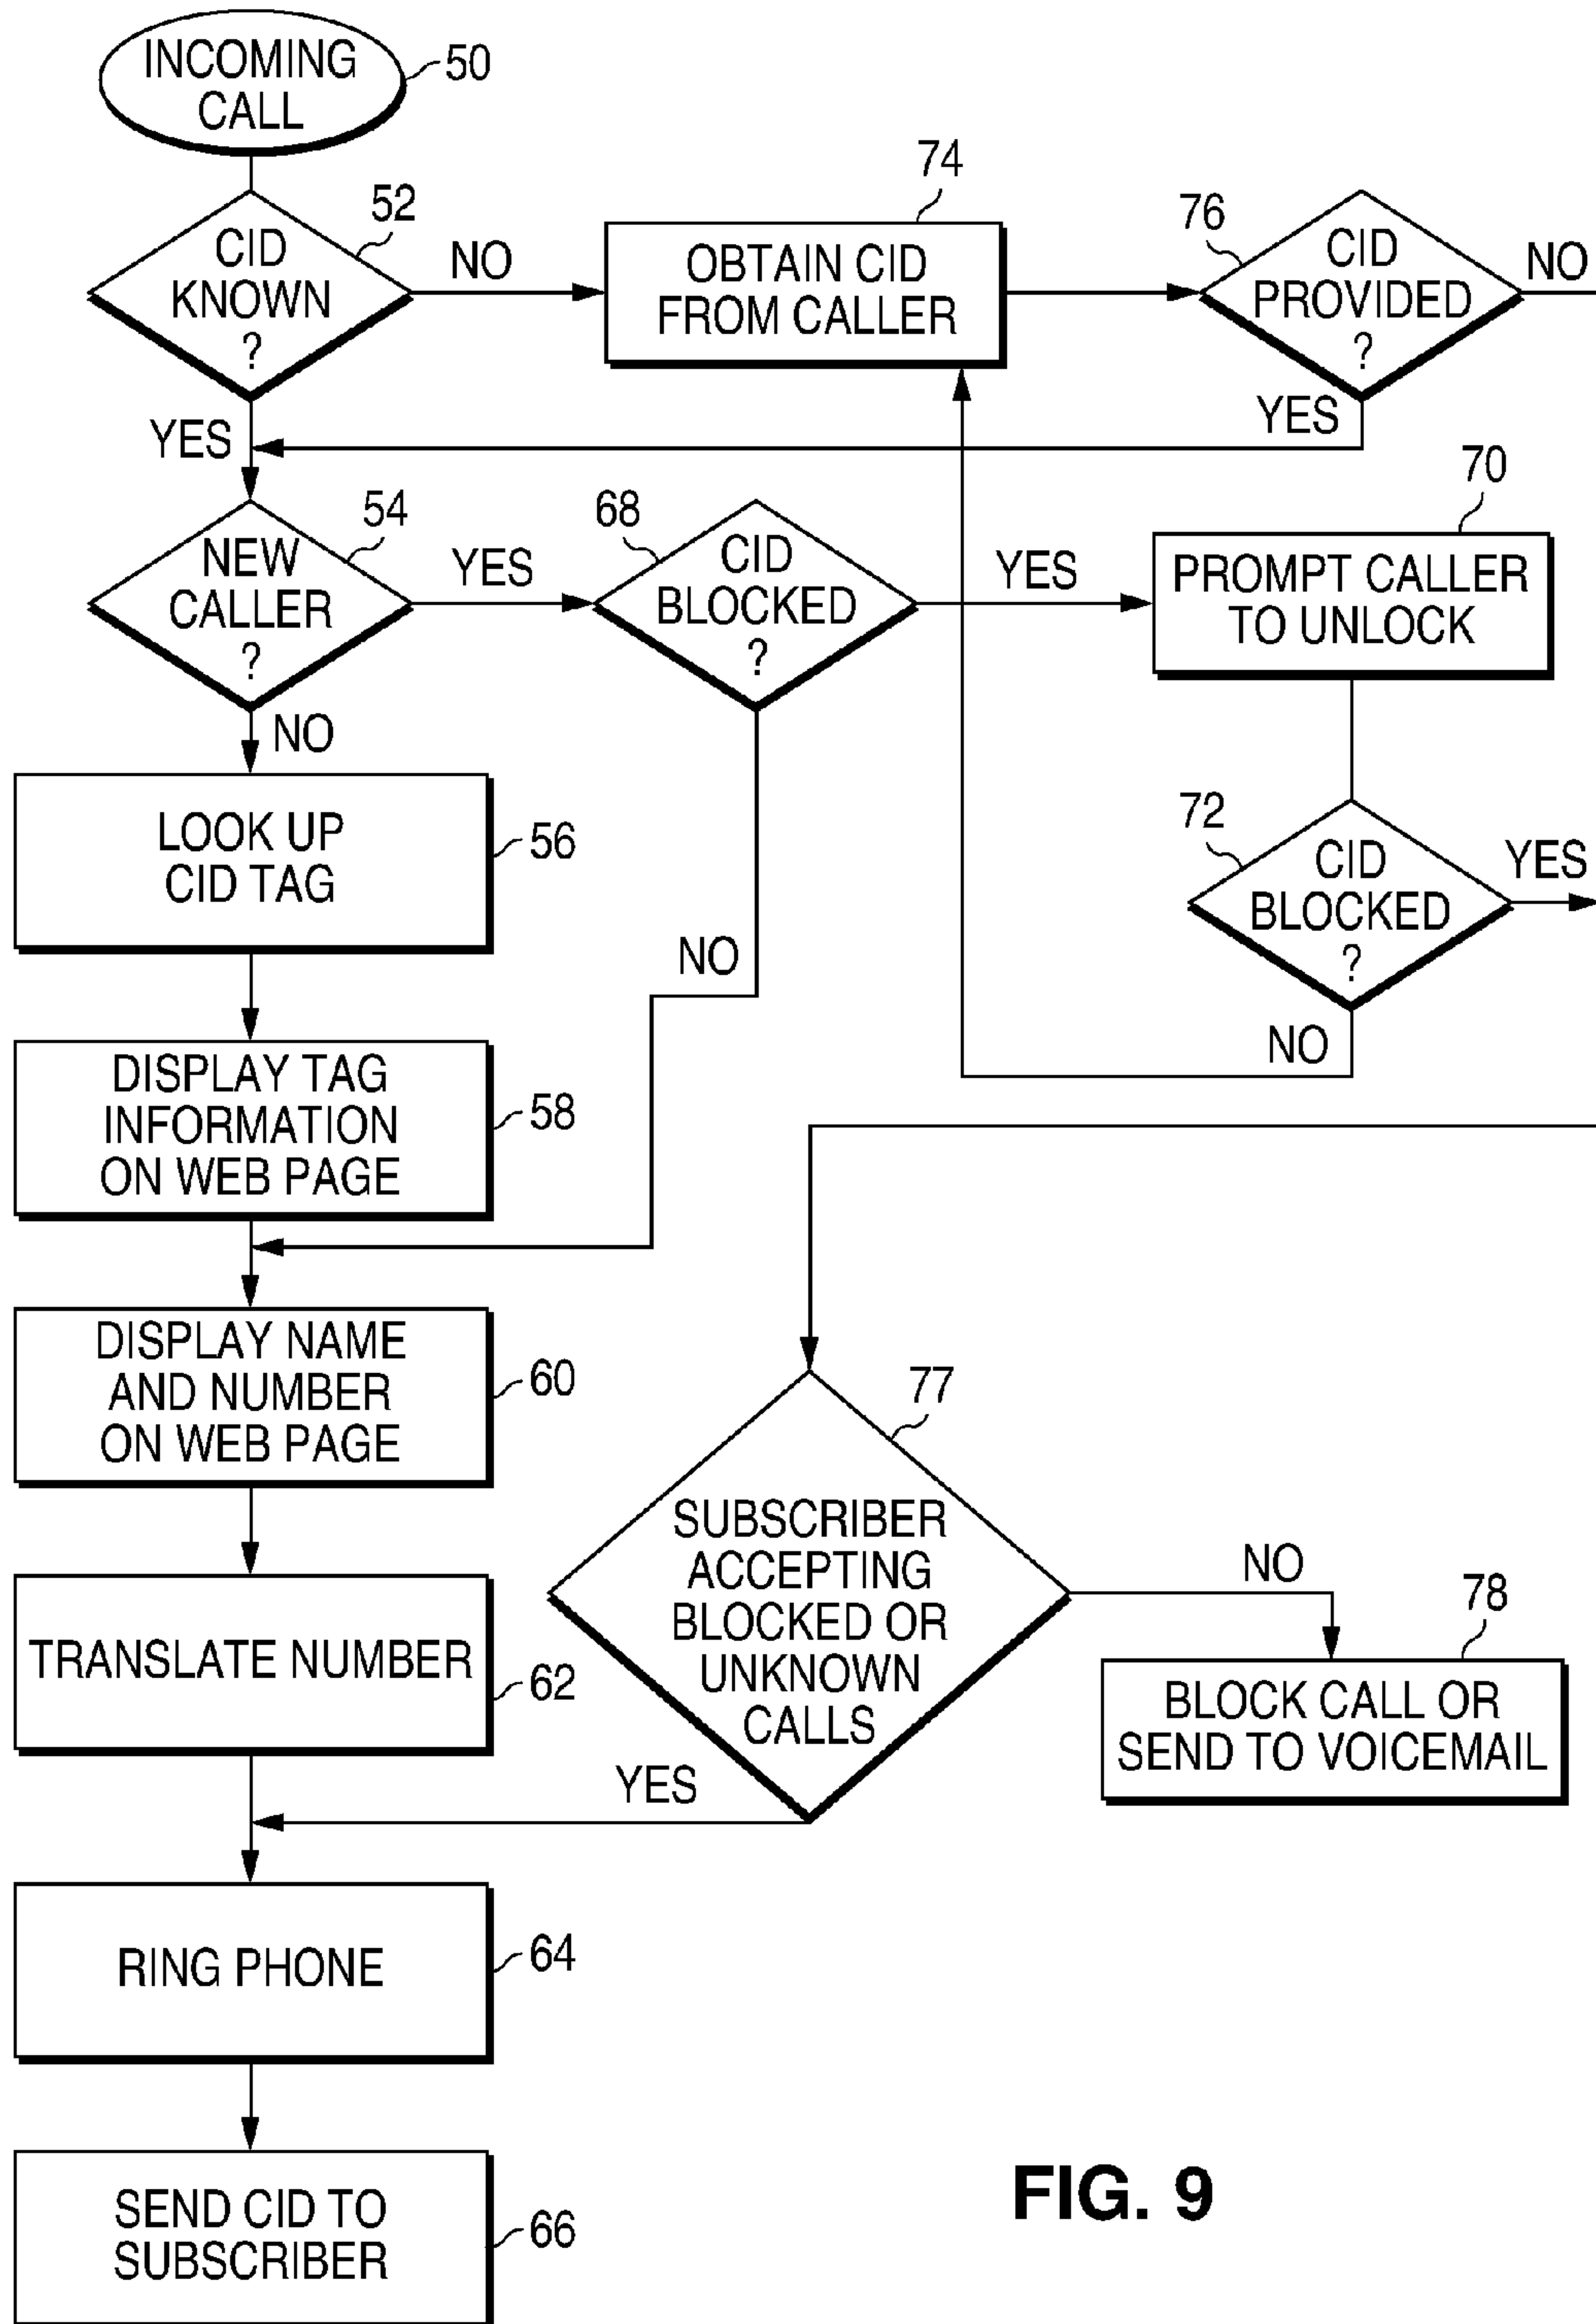 INCOMING
CALL
50
CID
KNOWN
?
52
NO
74
OBTAIN CID
FROM CALLER
76
CID
PROVIDED
?
NO
YES
YES
NEW
CALLER
?
54
YES
68
CID
BLOCKED
?
YES
70
PROMPT CALLER
TO UNLOCK
NO
LOOK UP
CID TAG
56
NO
72
CID
BLOCKED
?
YES
NO
DISPLAY TAG
INFORMATION
ON WEB PAGE
58
DISPLAY NAME
AND NUMBER
ON WEB PAGE
60
77
SUBSCRIBER
ACCEPTING
BLOCKED OR
UNKNOWN
CALLS
NO
78
BLOCK CALL OR
SEND TO VOICEMAIL
TRANSLATE NUMBER
62
YES
RING PHONE
64
SEND CID TO
SUBSCRIBER
66
FIG. 9